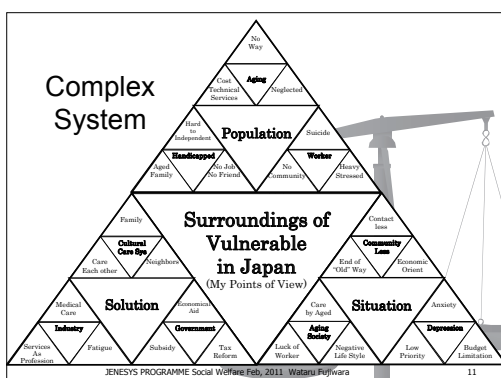 Complex
System
No
Way
Aging
Cost
Technical
Services
Neglected
Population
Hard
to
Independent
Handicapped
Aged
Family
No Job
No Friend
Suicide
Worker
No
Community
Heavy
Stressed
Surroundings of
Vulnerable
in Japan
(My Points of View)
Family
Cultural
Care Sys
Care
Each other
Neighbors
Solution
Medical
Care
Industry
Services
As
Profession
Fatigue
Economical
Aid
Government
Subsidy
Tax
Reform
Contact
less
Community
Less
End of
"Old" Way
Economic
Orient
Situation
Care
by Aged
Aging
Society
Luck of
Worker
Negative
Life Style
Anxiety
Depression
Low
Priority
Budget
Limitation
JENESYS PROGRAMME Social Welfare Feb, 2011 Wataru Fujiwara
11